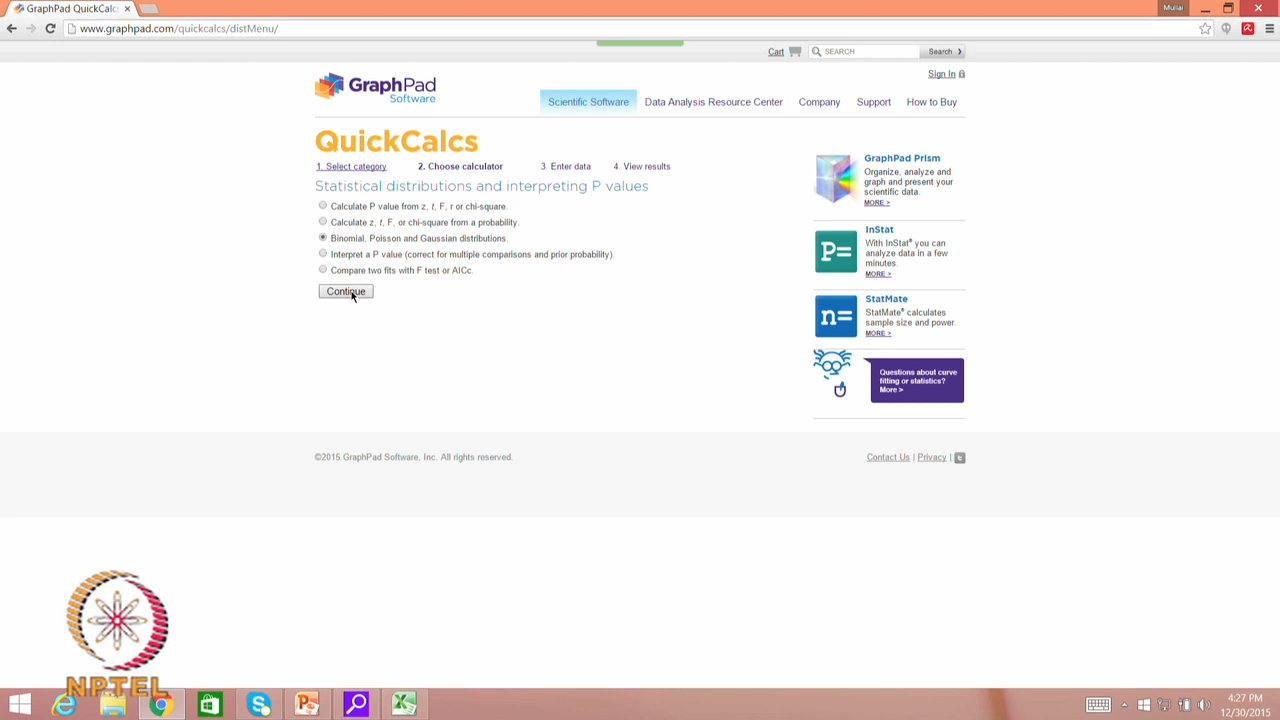 GraphPad QuickCalc
Mullai
www.graphpad.com/quickcalcs/distMenu/
Cart
SEARCH
Search
Sign In
GraphPad
Software
Scientific Software
Data Analysis Resource Center
Company
Support
How to Buy
QuickCalcs
1. Select category
2. Choose calculator
3. Enter data
4. View results
Statistical distributions and interpreting P values
Calculate P value from z, t, F, r or chi-square.
Calculate z, t, F, or chi-square from a probability.
Binomial, Poisson and Gaussian distributions.
Interpret a P value (correct for multiple comparisons and prior probability).
Compare two fits with F test or AICc.
Continue
GraphPad Prism
Organize, analyze and
graph and present your
scientific data.
MORE >
P=
InStat
With InStat® you can
analyze data in a few
minutes.
MORE >
n=
StatMate
StatMate® calculates
sample size and power.
MORE >
Questions about curve
fitting or statistics?
More >
©2015 GraphPad Software, Inc. All rights reserved.
Contact Us | Privacy |
NPTEL
4:27 PM
12/30/2015